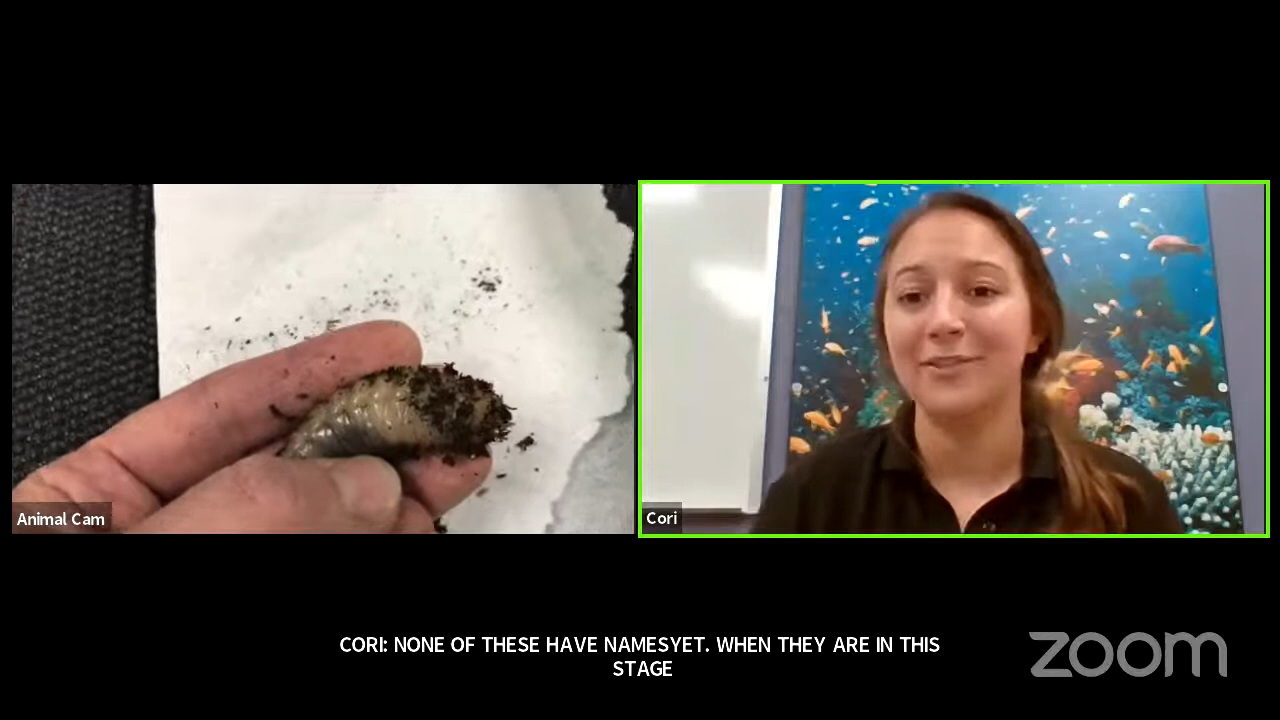 Animal Cam
Cori
CORI: NONE OF THESE HAVE NAMESYET. WHEN THEY ARE IN THIS
STAGE
zoom